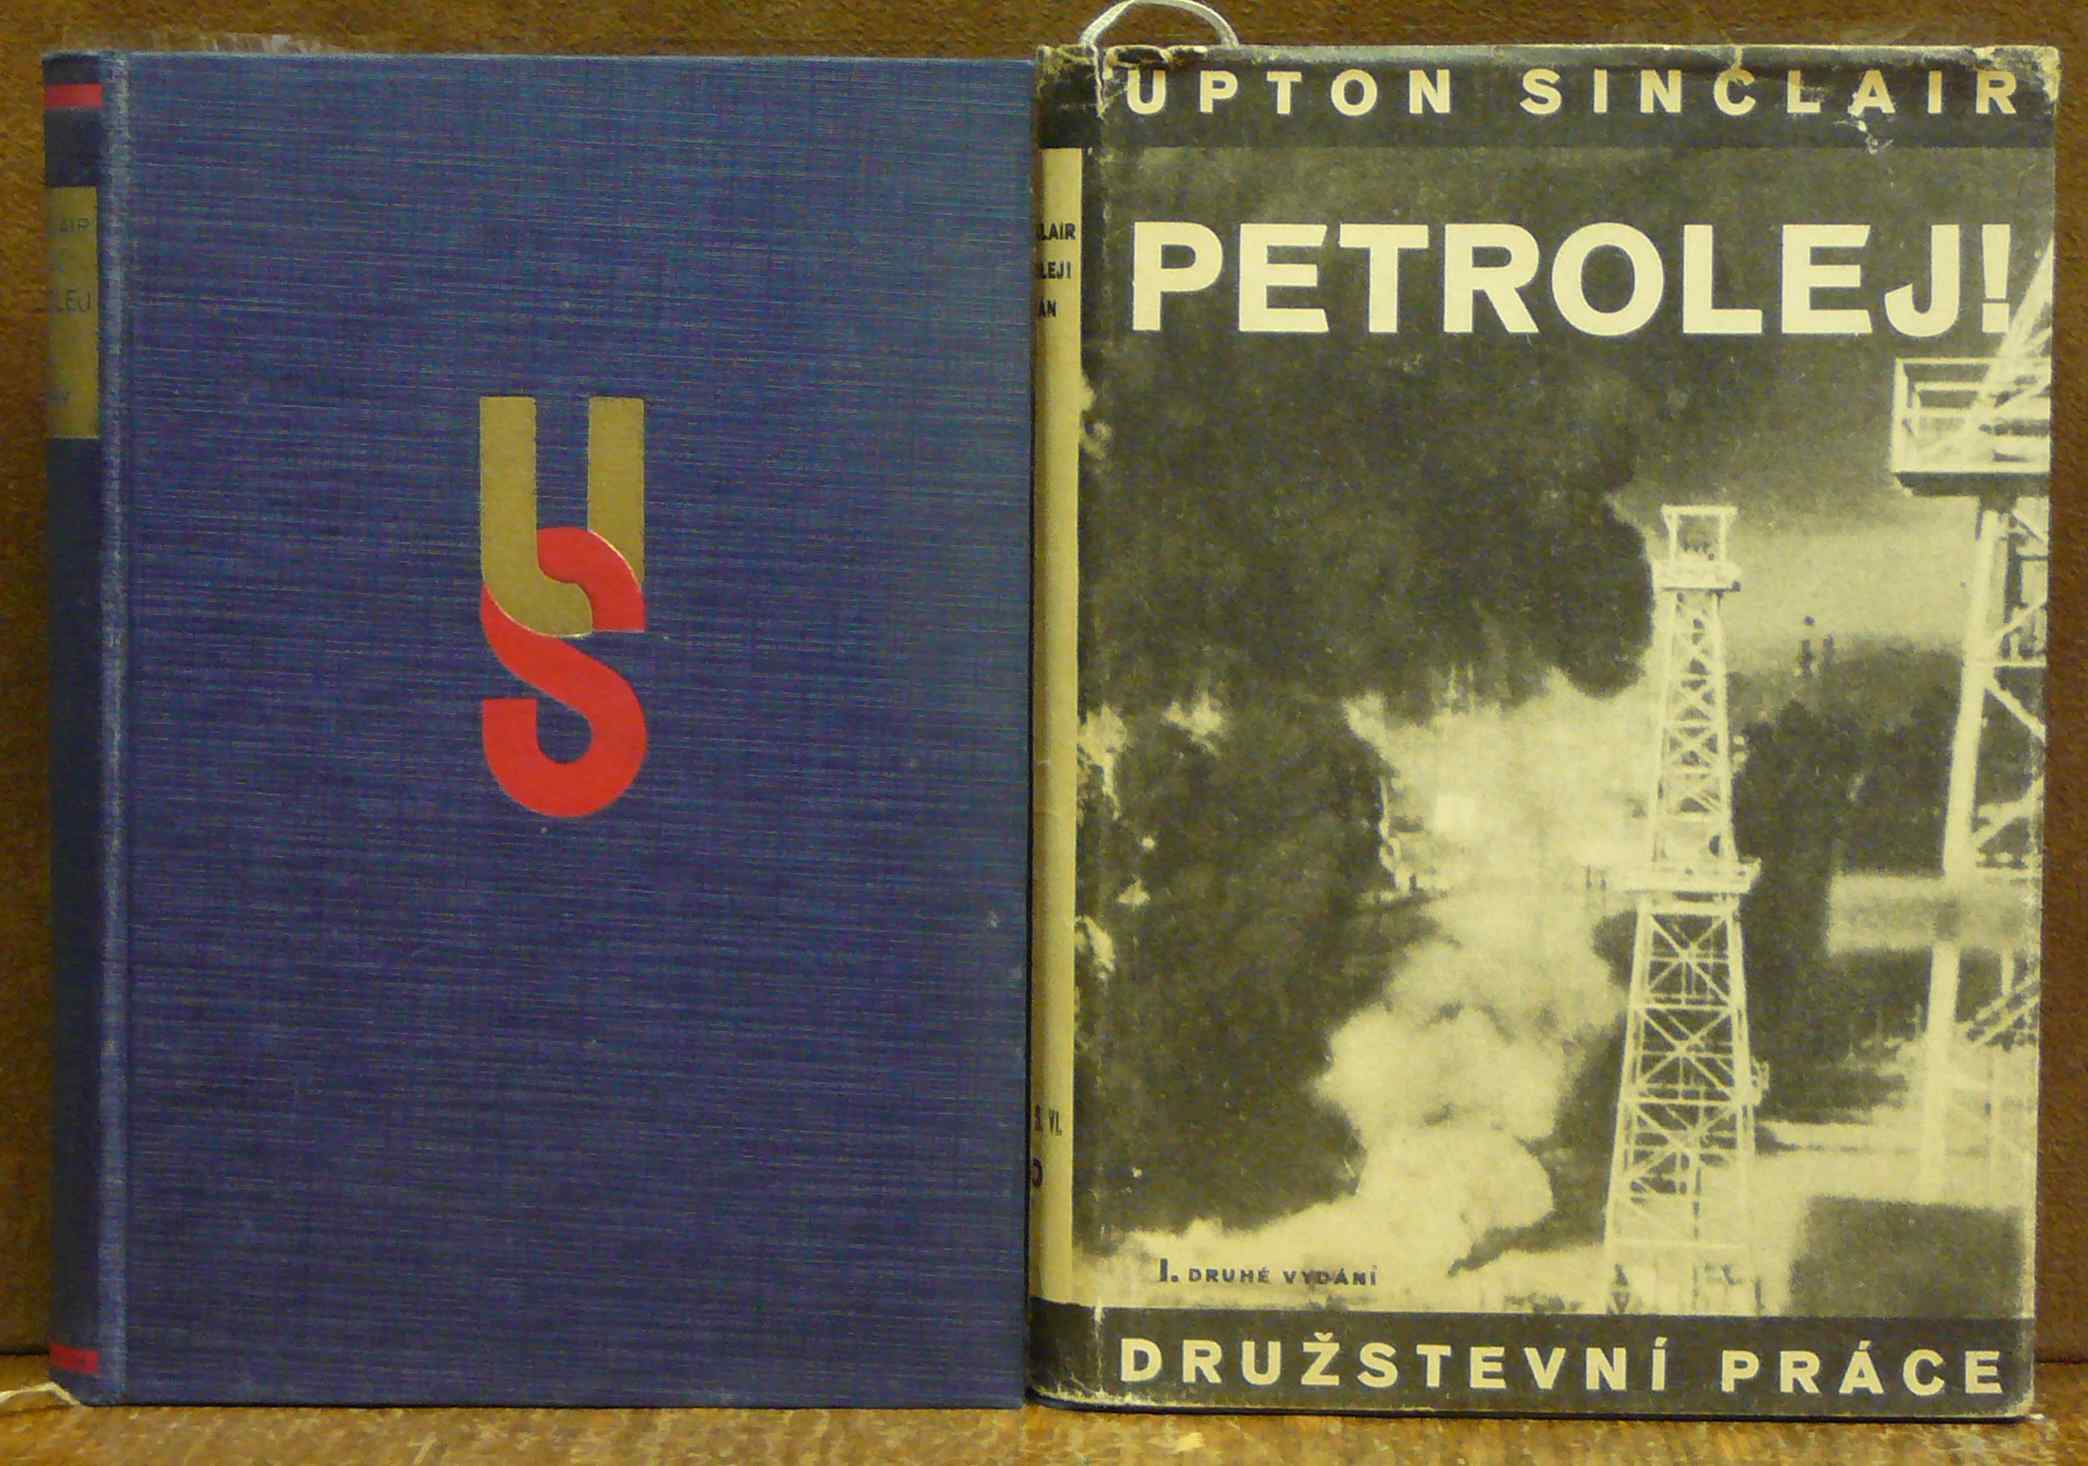 US
UPTON SINCLAIR
PETROLEJ!
I. DRUHÉ VYDÁNÍ
DRUŽSTEVNÍ PRÁCE